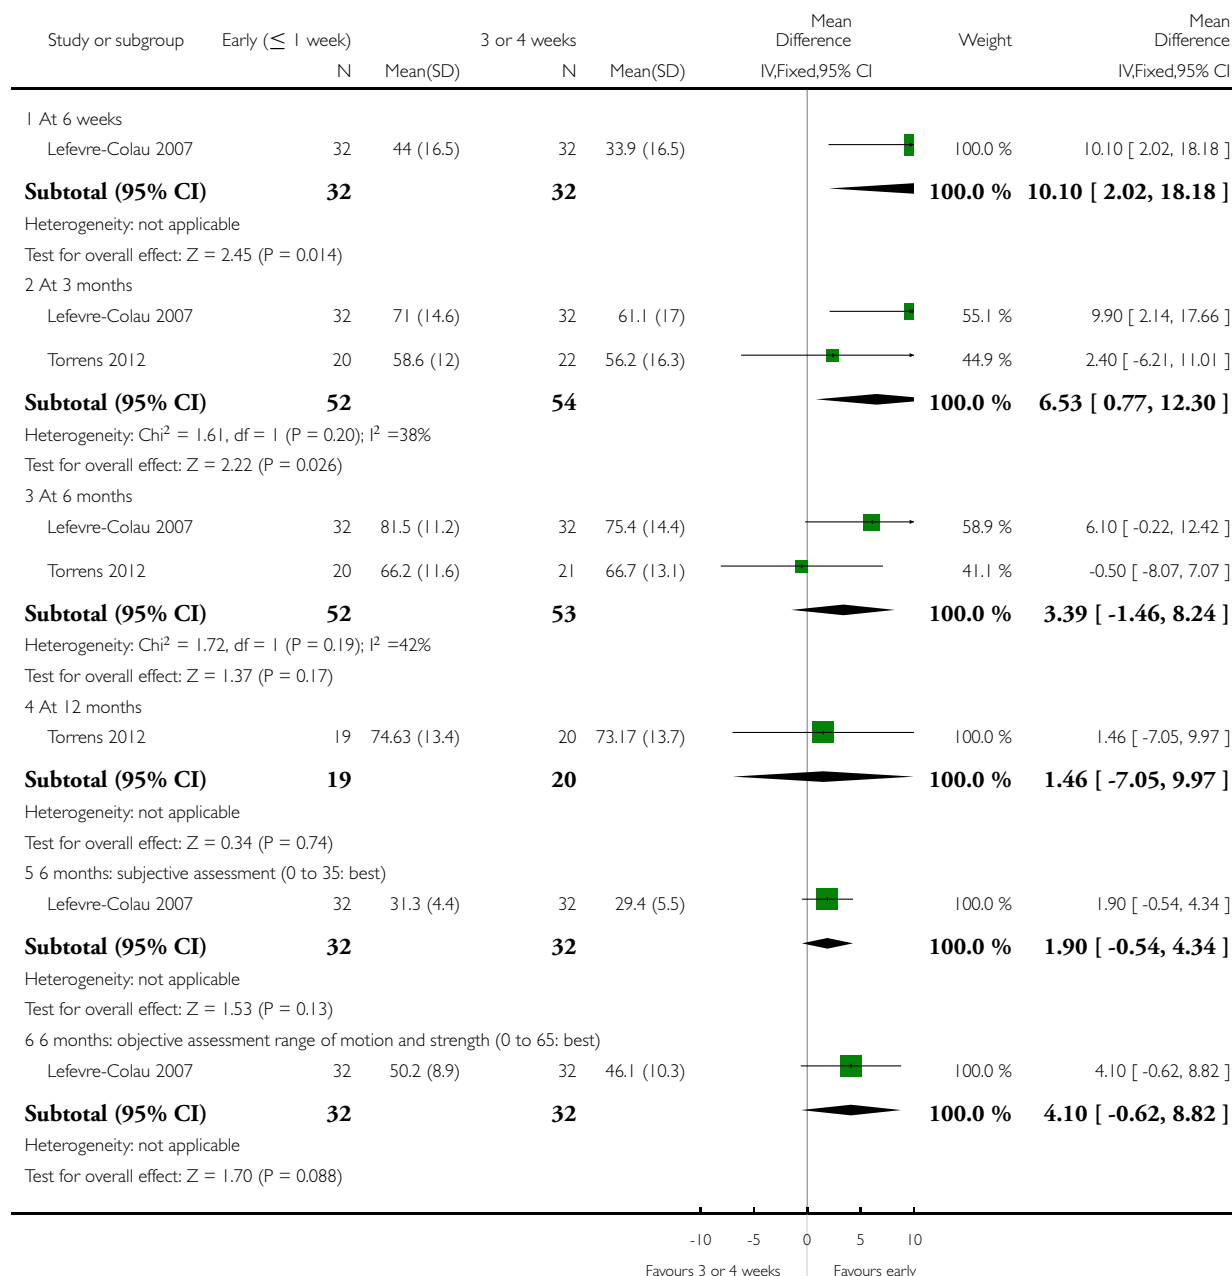 Study or subgroup Early (≤ 1 week) 3 or 4 weeks Mean Difference Weight Mean Difference
N Mean(SD) N Mean(SD) IV,Fixed,95% CI IV,Fixed,95% CI
1 At 6 weeks
Lefevre-Colau 2007 32 44 (16.5) 32 33.9 (16.5) 100.0 % 10.10 [ 2.02, 18.18 ]
Subtotal (95% CI) 32 32 100.0 % 10.10 [ 2.02, 18.18 ]
Heterogeneity: not applicable
Test for overall effect: Z = 2.45 (P = 0.014)
2 At 3 months
Lefevre-Colau 2007 32 71 (14.6) 32 61.1 (17) 55.1 % 9.90 [ 2.14, 17.66 ]
Torrens 2012 20 58.6 (12) 22 56.2 (16.3) 44.9 % 2.40 [ -6.21, 11.01 ]
Subtotal (95% CI) 52 54 100.0 % 6.53 [ 0.77, 12.30 ]
Heterogeneity: Chi² = 1.61, df = 1 (P = 0.20); I² =38%
Test for overall effect: Z = 2.22 (P = 0.026)
3 At 6 months
Lefevre-Colau 2007 32 81.5 (11.2) 32 75.4 (14.4) 58.9 % 6.10 [ -0.22, 12.42 ]
Torrens 2012 20 66.2 (11.6) 21 66.7 (13.1) 41.1 % -0.50 [ -8.07, 7.07 ]
Subtotal (95% CI) 52 53 100.0 % 3.39 [ -1.46, 8.24 ]
Heterogeneity: Chi² = 1.72, df = 1 (P = 0.19); I² =42%
Test for overall effect: Z = 1.37 (P = 0.17)
4 At 12 months
Torrens 2012 19 74.63 (13.4) 20 73.17 (13.7) 100.0 % 1.46 [ -7.05, 9.97 ]
Subtotal (95% CI) 19 20 100.0 % 1.46 [ -7.05, 9.97 ]
Heterogeneity: not applicable
Test for overall effect: Z = 0.34 (P = 0.74)
5 6 months: subjective assessment (0 to 35: best)
Lefevre-Colau 2007 32 31.3 (4.4) 32 29.4 (5.5) 100.0 % 1.90 [ -0.54, 4.34 ]
Subtotal (95% CI) 32 32 100.0 % 1.90 [ -0.54, 4.34 ]
Heterogeneity: not applicable
Test for overall effect: Z = 1.53 (P = 0.13)
6 6 months: objective assessment range of motion and strength (0 to 65: best)
Lefevre-Colau 2007 32 50.2 (8.9) 32 46.1 (10.3) 100.0 % 4.10 [ -0.62, 8.82 ]
Subtotal (95% CI) 32 32 100.0 % 4.10 [ -0.62, 8.82 ]
Heterogeneity: not applicable
Test for overall effect: Z = 1.70 (P = 0.088)
-10 -5 0 5 10
Favours 3 or 4 weeks Favours early